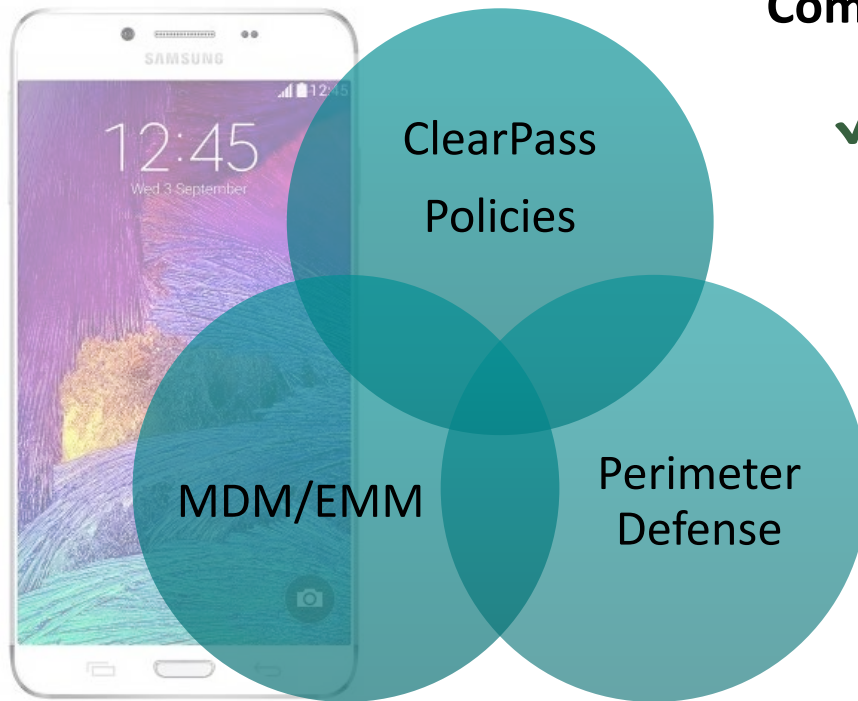 Com
SAMSUNG
12:45
12:45
Wed 3 September
ClearPass
Policies
MDM/EMM
Perimeter
Defense